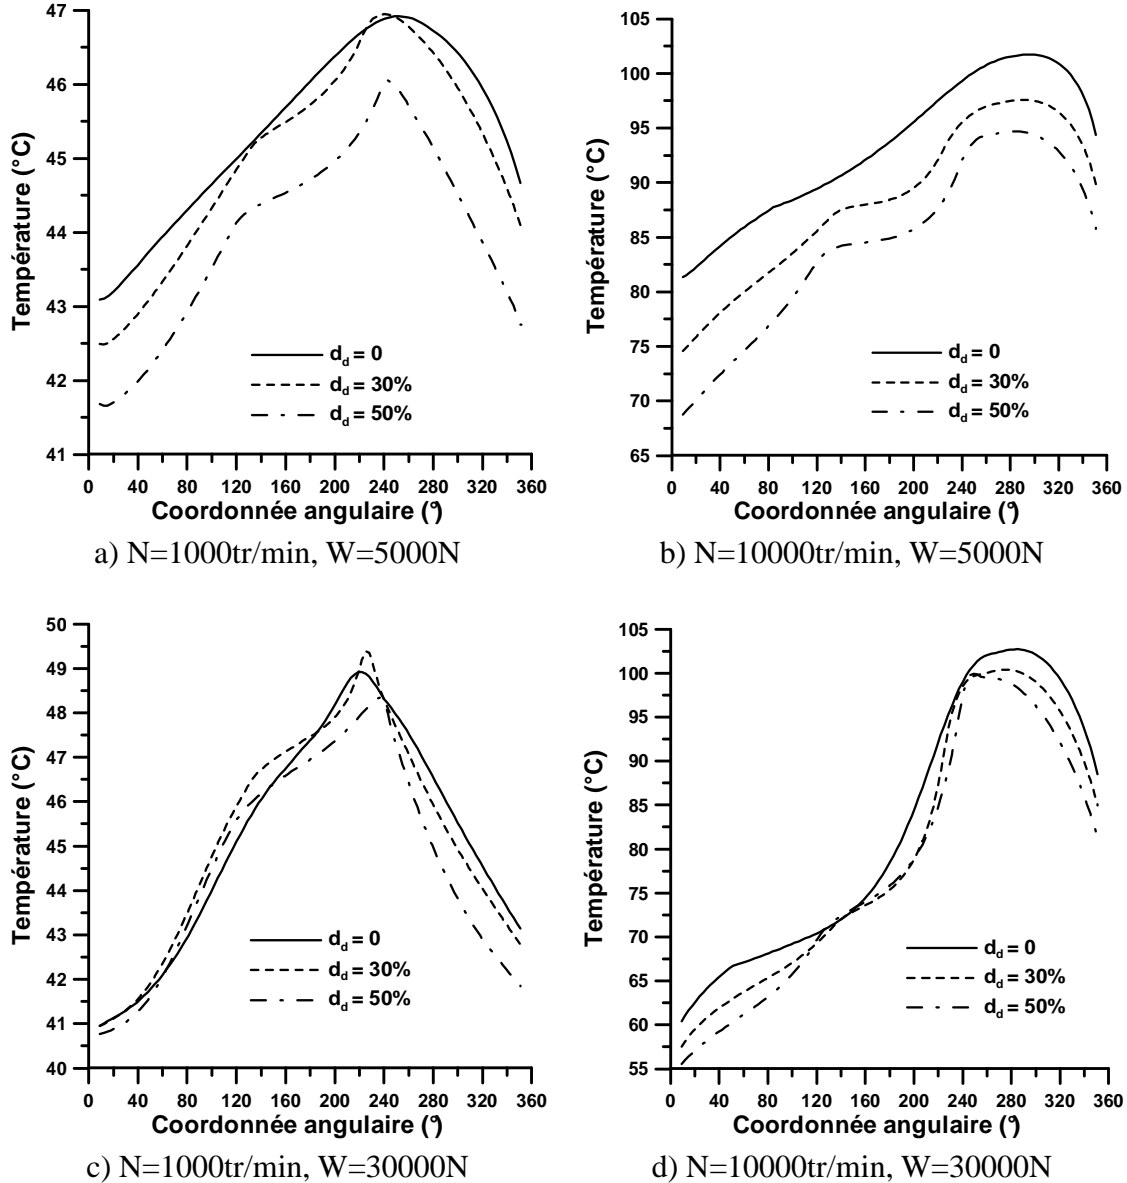 47
46
45
44
43
42
41
Température (°C)
d_d = 0
d_d = 30%
d_d = 50%
0 40 80 120 160 200 240 280 320 360
Coordonnée angulaire (°)
a) N=1000tr/min, W=5000N
105
100
95
90
85
80
75
70
65
Température (°C)
d_d = 0
d_d = 30%
d_d = 50%
0 40 80 120 160 200 240 280 320 360
Coordonnée angulaire (°)
b) N=10000tr/min, W=5000N
50
49
48
47
46
45
44
43
42
41
40
Température (°C)
d_d = 0
d_d = 30%
d_d = 50%
0 40 80 120 160 200 240 280 320 360
Coordonnée angulaire (°)
c) N=1000tr/min, W=30000N
105
100
95
90
85
80
75
70
65
60
55
Température (°C)
d_d = 0
d_d = 30%
d_d = 50%
0 40 80 120 160 200 240 280 320 360
Coordonnée angulaire (°)
d) N=10000tr/min, W=30000N